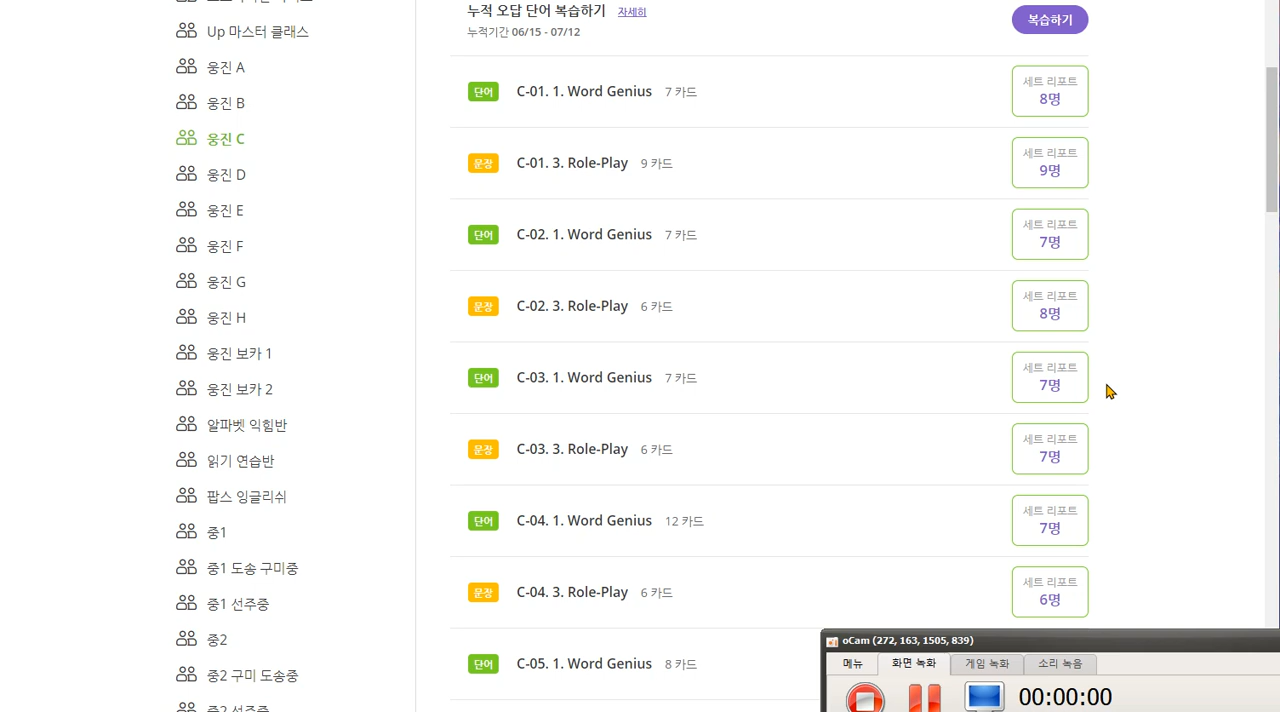 Up 마스터 클래스
웅진 A
웅진 B
웅진 C
웅진 D
웅진 E
웅진 F
웅진 G
웅진 H
웅진 보카 1
웅진 보카 2
알파벳 익힘반
읽기 연습반
팝스 잉글리쉬
중1
중1 도송 구미중
중1 선주중
중2
중2 구미 도송중
중2 선주중
누적 오답 단어 복습하기 자세히
누적기간 06/15 - 07/12
복습하기
단어 C-01. 1. Word Genius 7 카드
세트 리포트
8명
문장 C-01. 3. Role-Play 9 카드
세트 리포트
9명
단어 C-02. 1. Word Genius 7 카드
세트 리포트
7명
문장 C-02. 3. Role-Play 6 카드
세트 리포트
8명
단어 C-03. 1. Word Genius 7 카드
세트 리포트
7명
문장 C-03. 3. Role-Play 6 카드
세트 리포트
7명
단어 C-04. 1. Word Genius 12 카드
세트 리포트
7명
문장 C-04. 3. Role-Play 6 카드
세트 리포트
6명
단어 C-05. 1. Word Genius 8 카드
oCam (272, 163, 1505, 839)
메뉴 화면 녹화 게임 녹화 소리 녹음
00:00:00